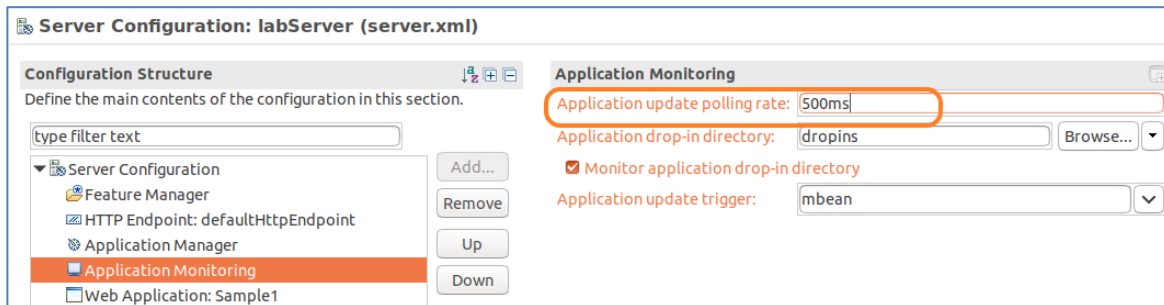 Server Configuration: labServer (server.xml)
Configuration Structure
Define the main contents of the configuration in this section.
type filter text
Server Configuration
Feature Manager
HTTP Endpoint: defaultHttpEndpoint
Application Manager
Application Monitoring
Web Application: Sample1
Add...
Remove
Up
Down
Application Monitoring
Application update polling rate: 500ms
Application drop-in directory: dropins Browse...
Monitor application drop-in directory
Application update trigger: mbean